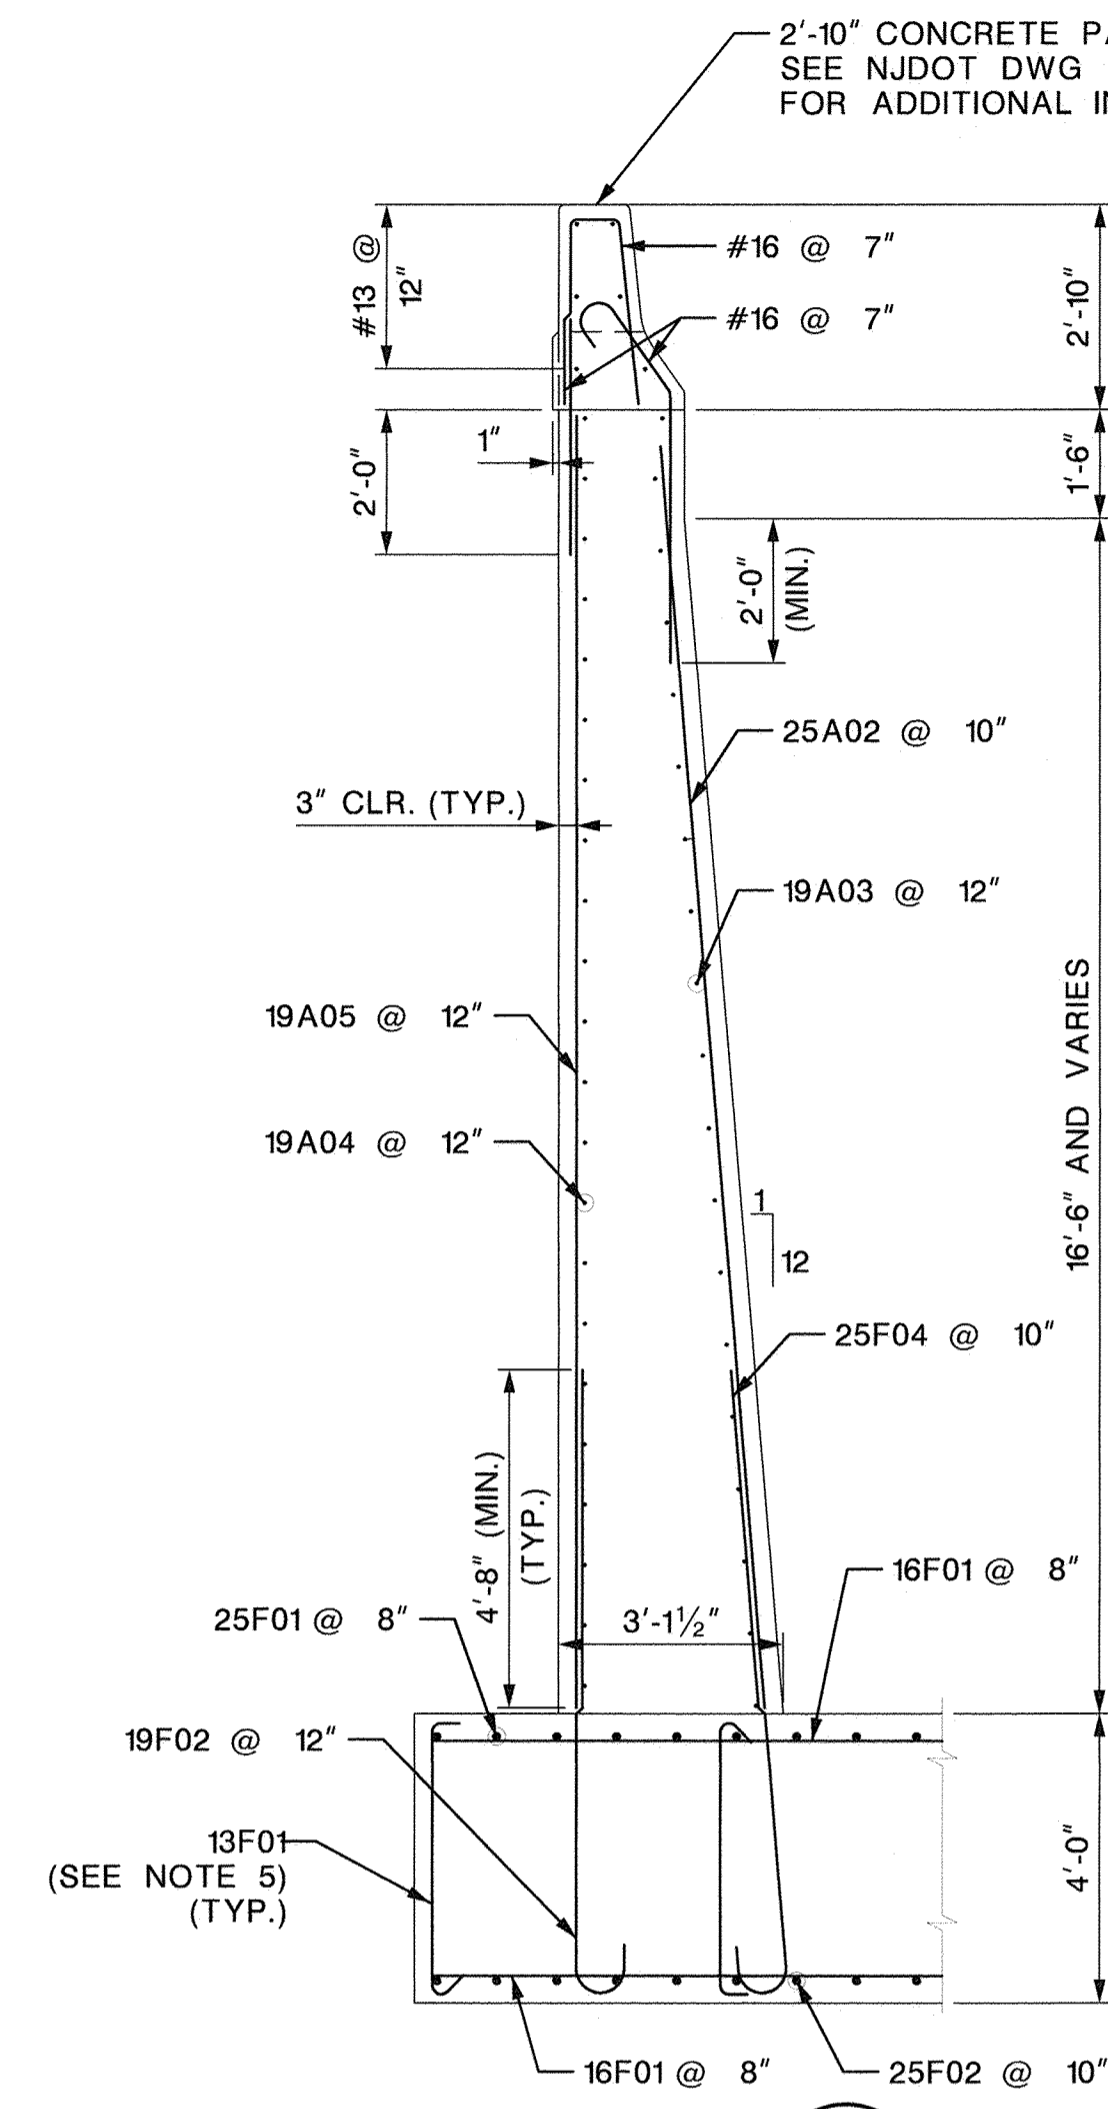 2'-10" CONCRETE
SEE NJDOT DWG
FOR ADDITIONAL
#13 @
12"
#16 @ 7"
#16 @ 7"
2'-10"
2'-0"
1"
1'-6"
2'-0"
(MIN.)
25A02 @ 10"
3" CLR. (TYP.)
19A03 @ 12"
19A05 @ 12"
16'-6" AND VARIES
19A04 @ 12"
1
12
25F04 @ 10"
4'-8" (MIN.)
(TYP.)
16F01 @ 8"
25F01 @ 8"
3'-1½"
19F02 @ 12"
13F01
(SEE NOTE 5)
(TYP.)
4'-0"
16F01 @ 8"
25F02 @ 10"